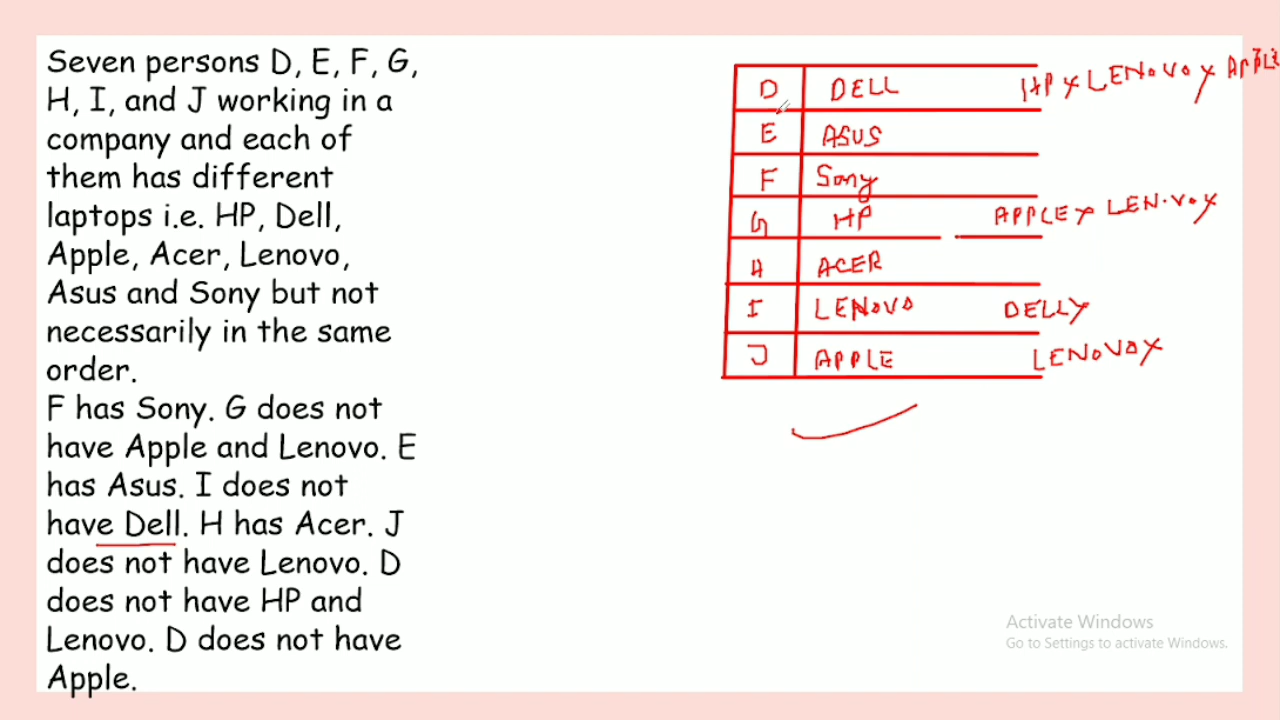 Seven persons D, E, F, G,
H, I, and J working in a
company and each of
them has different
laptops i.e. HP, Dell,
Apple, Acer, Lenovo,
Asus and Sony but not
necessarily in the same
order.
F has Sony. G does not
have Apple and Lenovo. E
has Asus. I does not
have Dell. H has Acer. J
does not have Lenovo. D
does not have HP and
Lenovo. D does not have
Apple.
D DELL HP x LENOVO x APPLE
E ASUS
F Sony
G HP APPLE x LENOVO x
H ACER
I LENOVO DELL x
J APPLE LENOVO x
Activate Windows
Go to Settings to activate Windows.